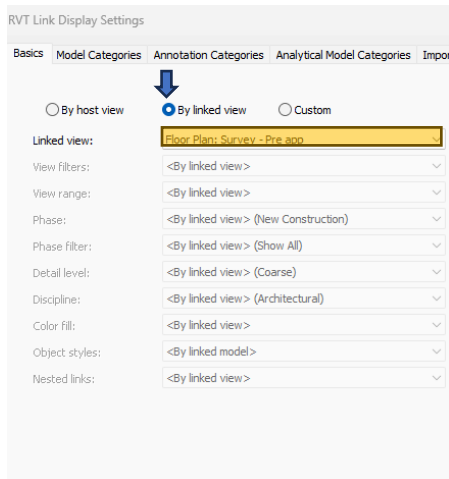 RVT Link Display Settings
Basics Model Categories Annotation Categories Analytical Model Categories Impor
By host view By linked view Custom
Linked view: Floor Plan: Survey - Pre app
View filters: <By linked view>
View range: <By linked view>
Phase: <By linked view> (New Construction)
Phase filter: <By linked view> (Show All)
Detail level: <By linked view> (Coarse)
Discipline: <By linked view> (Architectural)
Color fill: <By linked view>
Object styles: <By linked model>
Nested links: <By linked view>